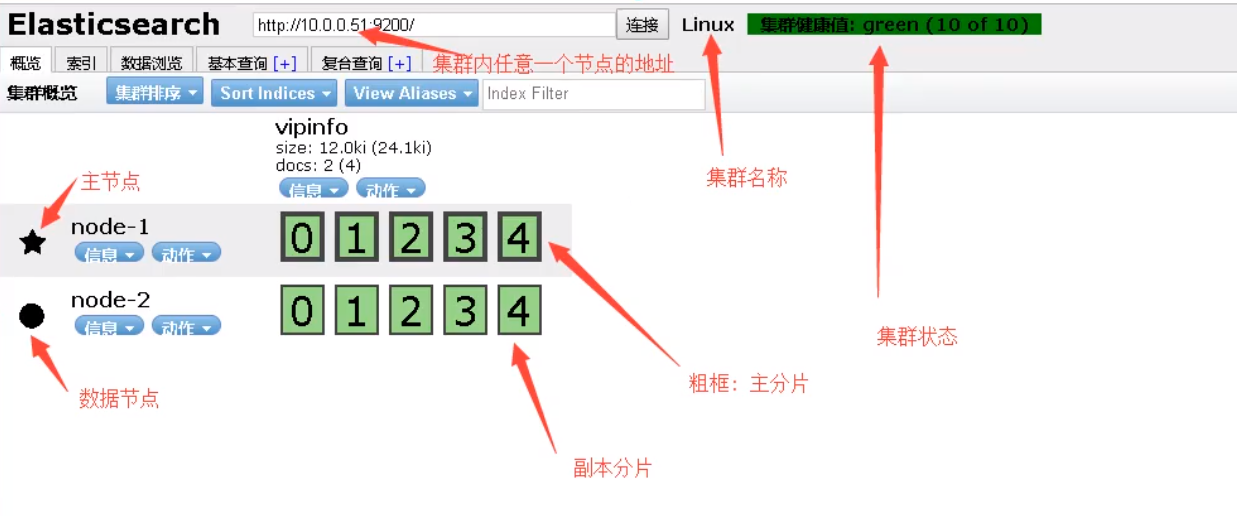 Elasticsearch http://10.0.0.51:9200/ 连接 Linux 集群健康值: green (10 of 10)
概览 索引 数据浏览 基本查询 [+] 复合查询 [+] 集群内任意一个节点的地址
集群概览 集群排序 Sort Indices View Aliases Index Filter
vipinfo
size: 12.0ki (24.1ki)
docs: 2 (4)
信息 动作
集群名称
主节点
node-1
信息 动作
0 1 2 3 4
node-2
信息 动作
0 1 2 3 4
集群状态
粗框：主分片
数据节点
副本分片